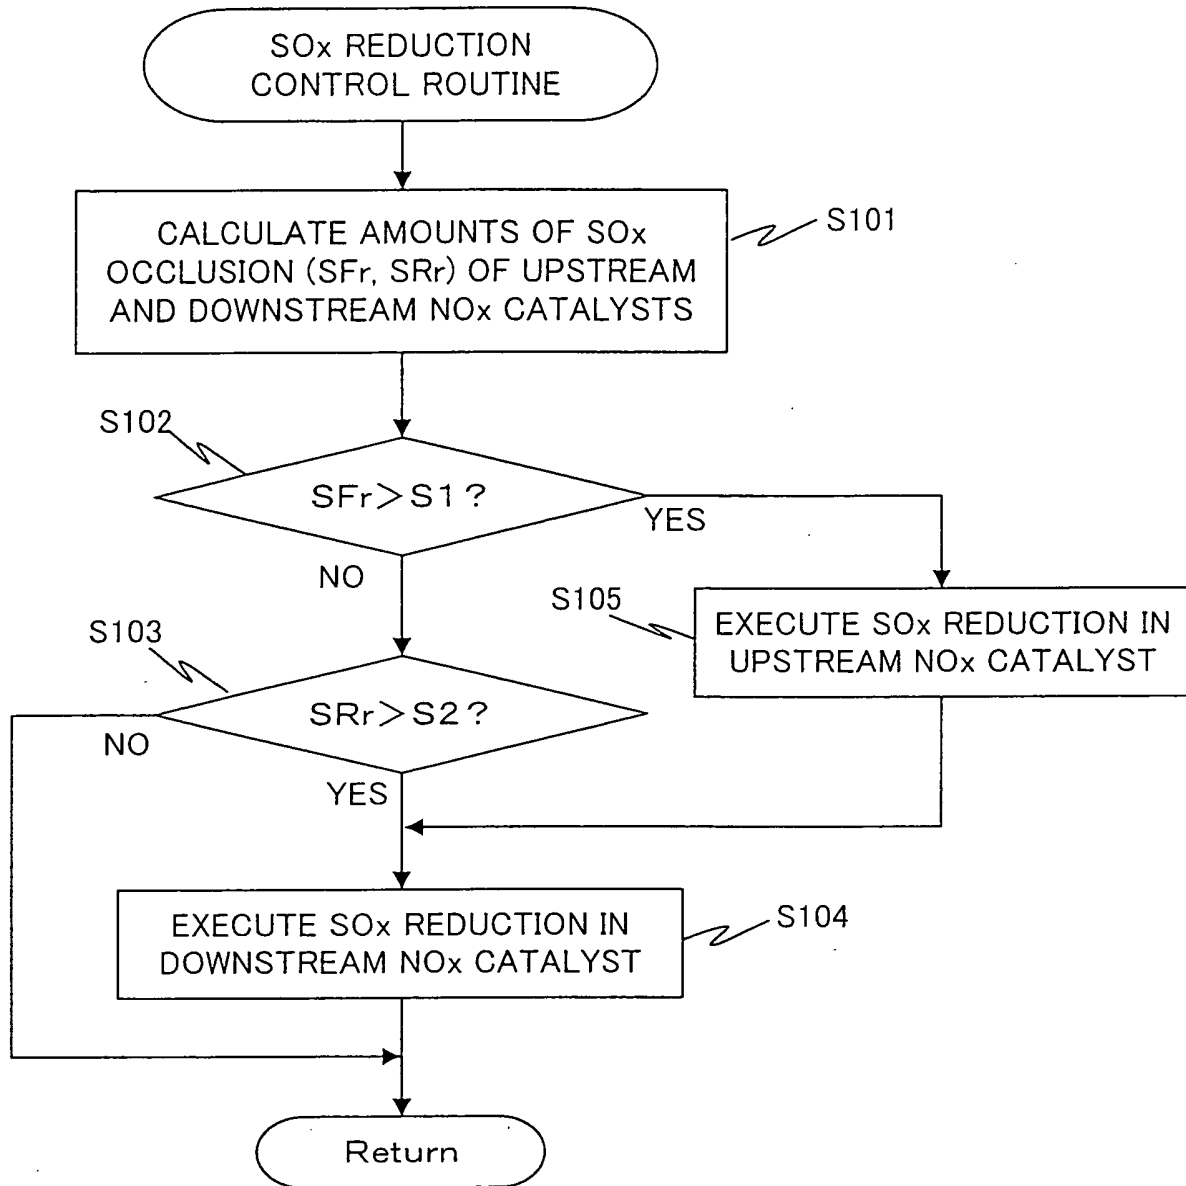 SOx REDUCTION
CONTROL ROUTINE
CALCULATE AMOUNTS OF SOx
OCCLUSION (SFr, SRr) OF UPSTREAM
AND DOWNSTREAM NOx CATALYSTS
S101
S102
SFr>S1?
YES
NO
S105
EXECUTE SOx REDUCTION IN
UPSTREAM NOx CATALYST
S103
SRr>S2?
NO
YES
EXECUTE SOx REDUCTION IN
DOWNSTREAM NOx CATALYST
S104
Return